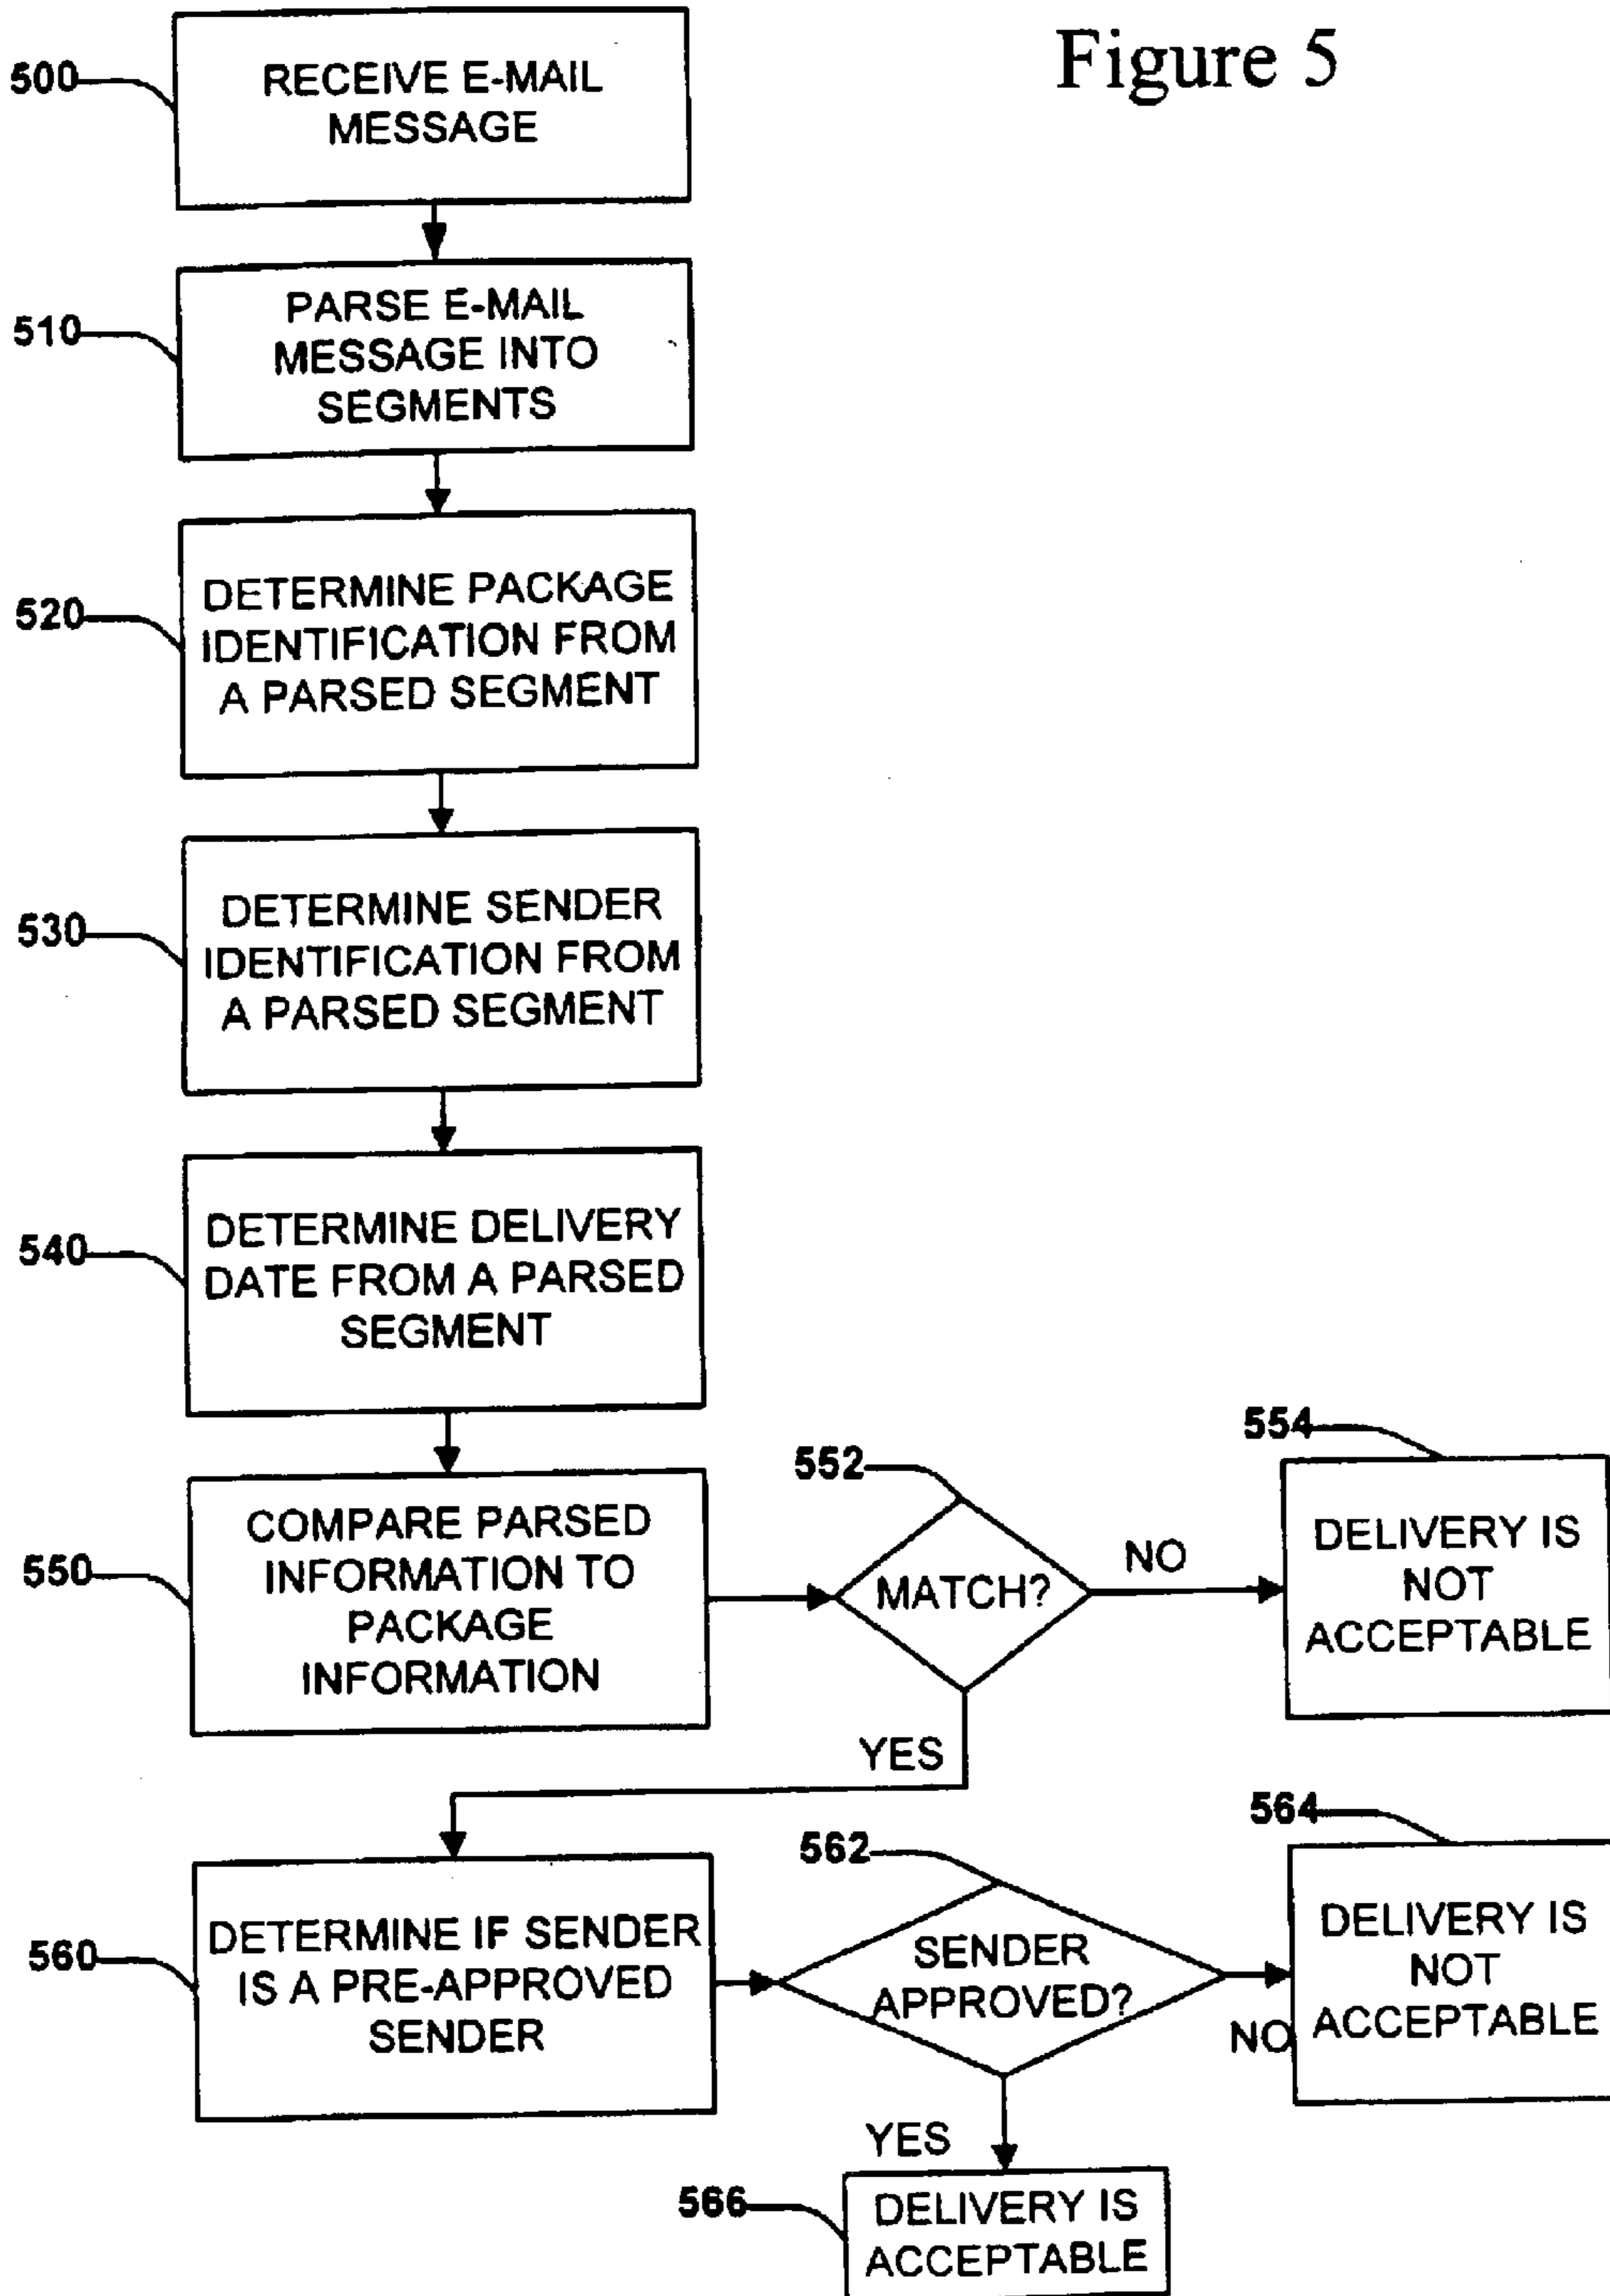 Figure 5
500
RECEIVE E-MAIL
MESSAGE
510
PARSE E-MAIL
MESSAGE INTO
SEGMENTS
520
DETERMINE PACKAGE
IDENTIFICATION FROM
A PARSED SEGMENT
530
DETERMINE SENDER
IDENTIFICATION FROM
A PARSED SEGMENT
540
DETERMINE DELIVERY
DATE FROM A PARSED
SEGMENT
550
COMPARE PARSED
INFORMATION TO
PACKAGE
INFORMATION
552
MATCH?
NO
554
DELIVERY IS
NOT
ACCEPTABLE
YES
560
DETERMINE IF SENDER
IS A PRE-APPROVED
SENDER
562
SENDER
APPROVED?
NO
564
DELIVERY IS
NOT
ACCEPTABLE
YES
566
DELIVERY IS
ACCEPTABLE